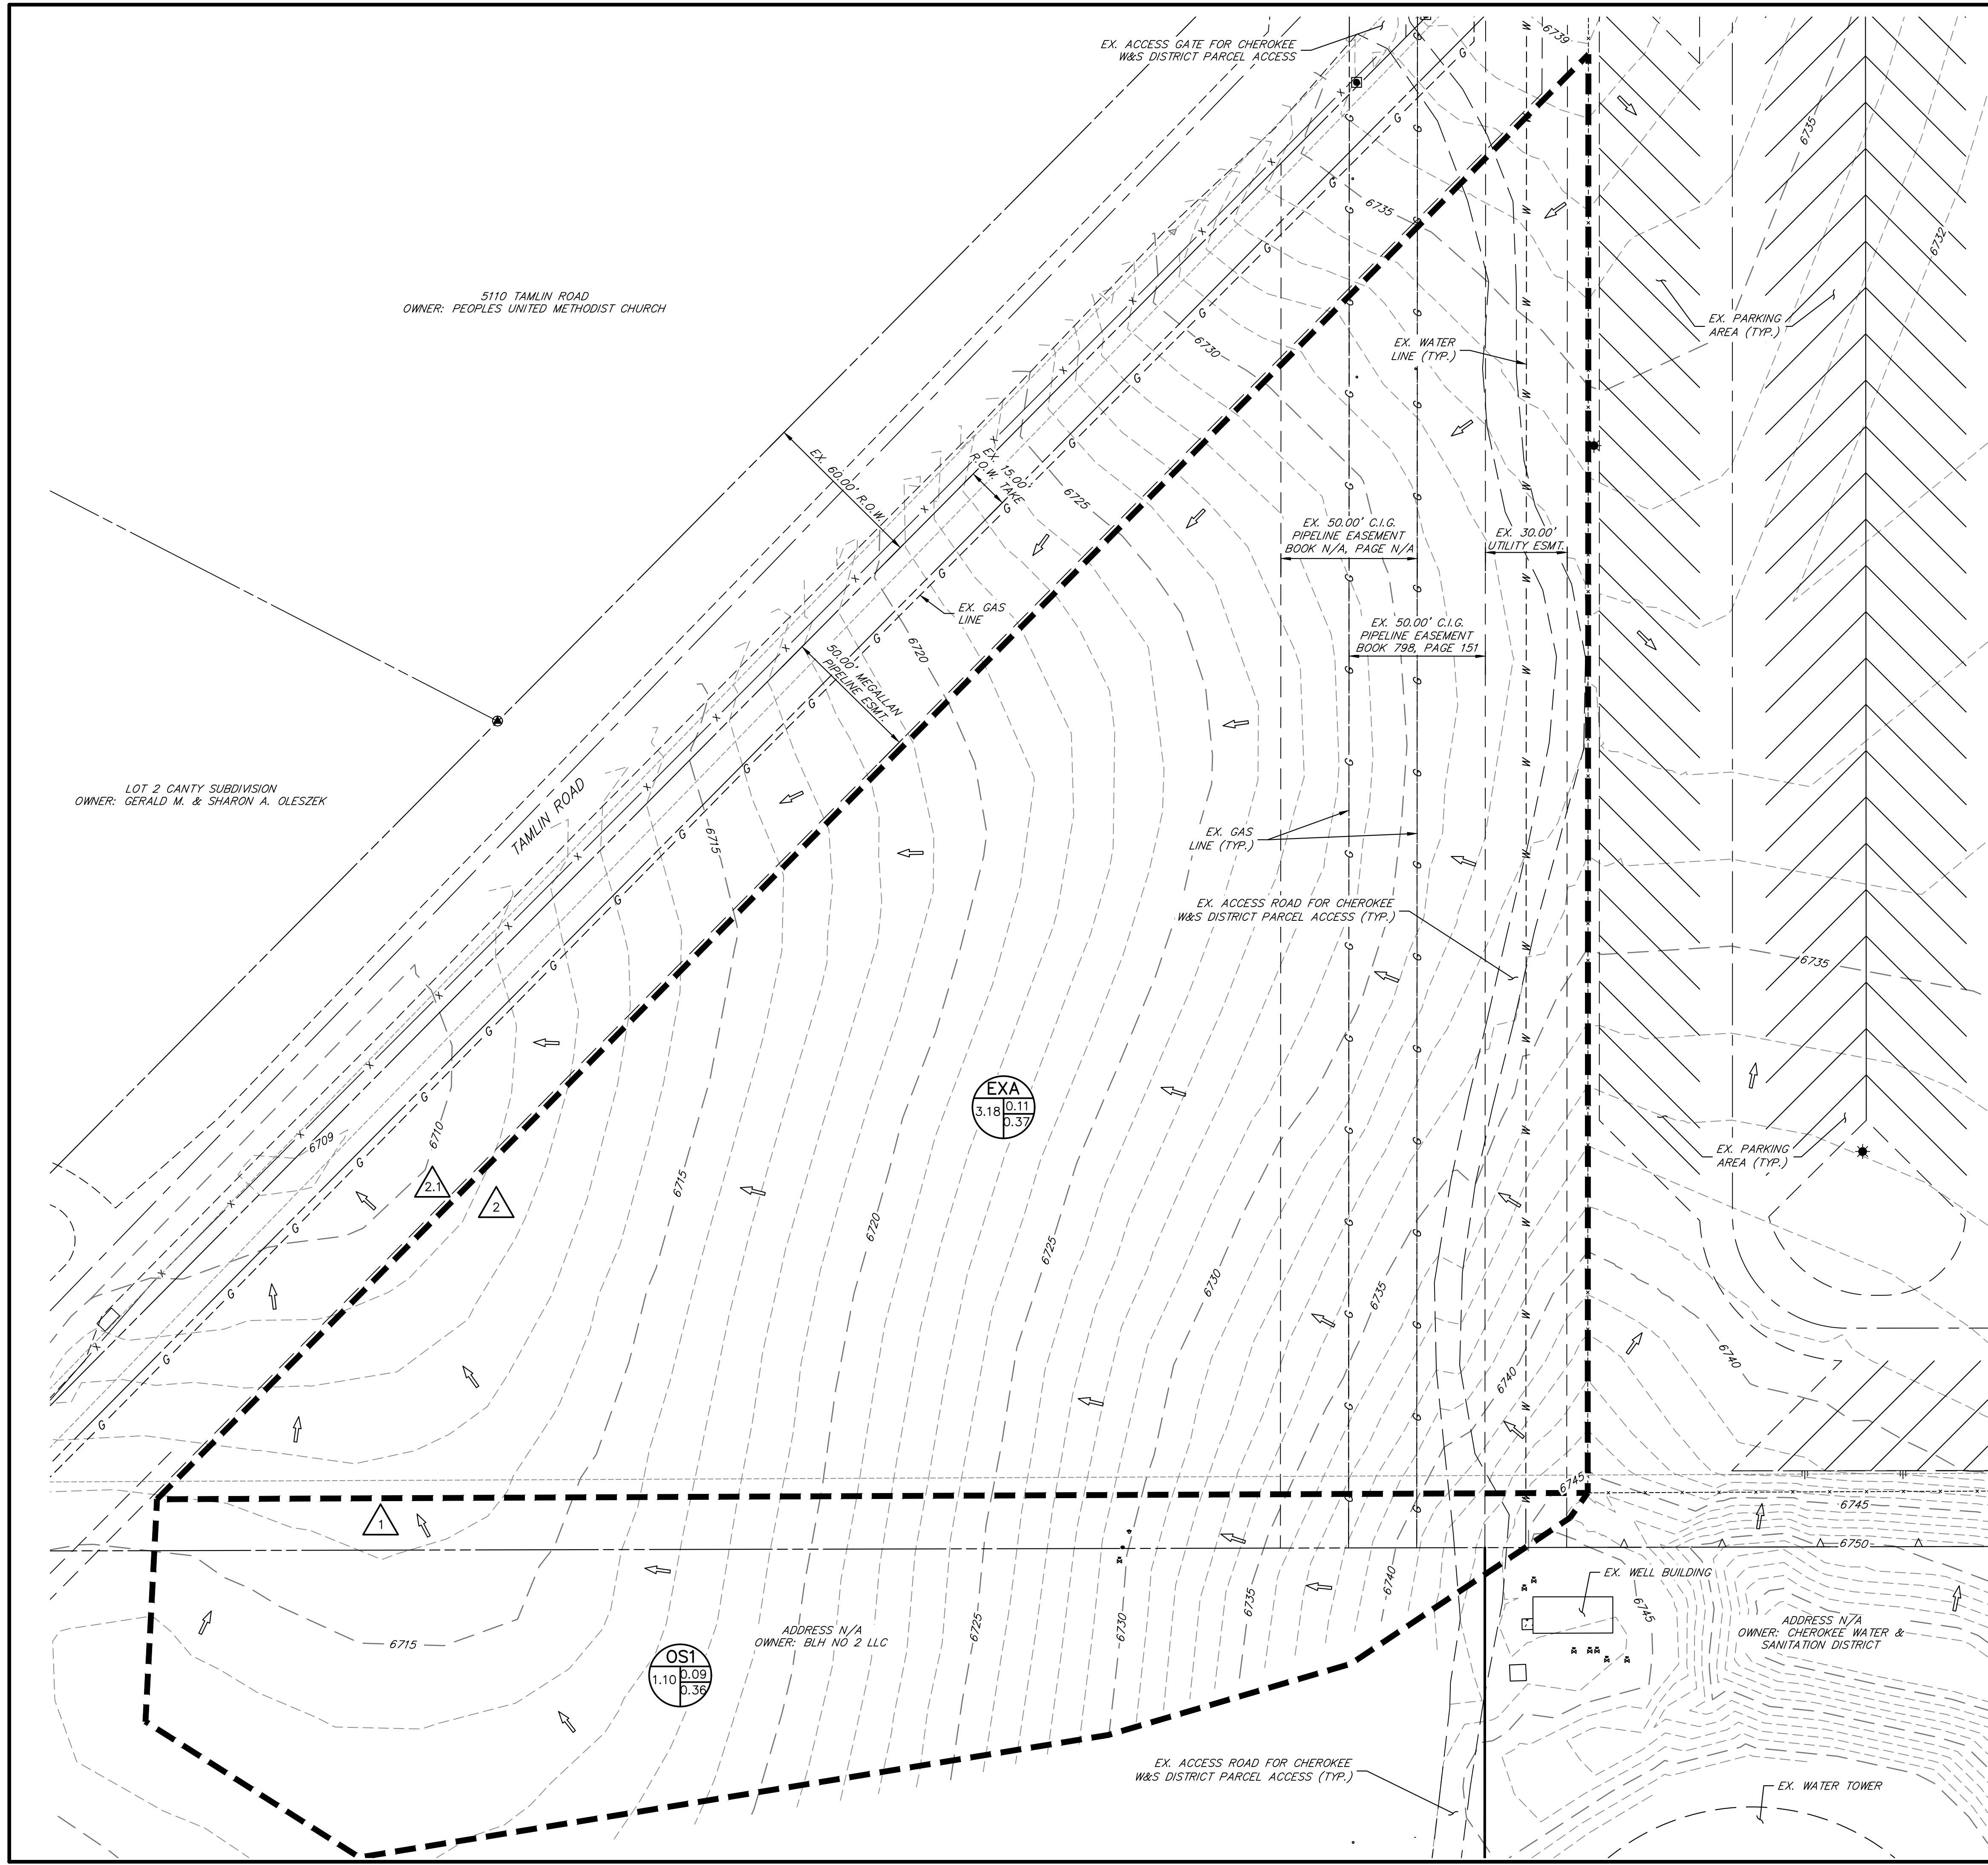 EX. ACCESS GATE FOR CHEROKEE
W&S DISTRICT PARCEL ACCESS
6739
6735
6732
6735
5110 TAMLIN ROAD
OWNER: PEOPLES UNITED METHODIST CHURCH
EX. PARKING
AREA (TYP.)
EX. WATER
LINE (TYP.)
6730
EX. 60.00' R.O.W.
EX. 15.00'
R.O.W. TAKE
6725
EX. 50.00' C.I.G.
PIPELINE EASEMENT
BOOK N/A, PAGE N/A
EX. 30.00'
UTILITY ESMT.
EX. GAS
LINE
EX. 50.00' C.I.G.
PIPELINE EASEMENT
BOOK 798, PAGE 151
6720
50.00' MEGALLAN
PIPELINE ESMT.
LOT 2 CANTY SUBDIVISION
OWNER: GERALD M. & SHARON A. OLESZEK
TAMLIN ROAD
6715
EX. GAS
LINE (TYP.)
EX. ACCESS ROAD FOR CHEROKEE
W&S DISTRICT PARCEL ACCESS (TYP.)
6735
EXA
3.18
0.11
0.37
6709
6710
EX. PARKING
AREA (TYP.)
2.1
2
6715
6720
6725
6730
6735
6740
6740
6745
6745
1
6750
EX. WELL BUILDING
6740
6735
6745
6730
6725
6715
ADDRESS N/A
OWNER: BLH NO 2 LLC
ADDRESS N/A
OWNER: CHEROKEE WATER &
SANITATION DISTRICT
OS1
1.10
0.09
0.36
EX. ACCESS ROAD FOR CHEROKEE
W&S DISTRICT PARCEL ACCESS (TYP.)
EX. WATER TOWER